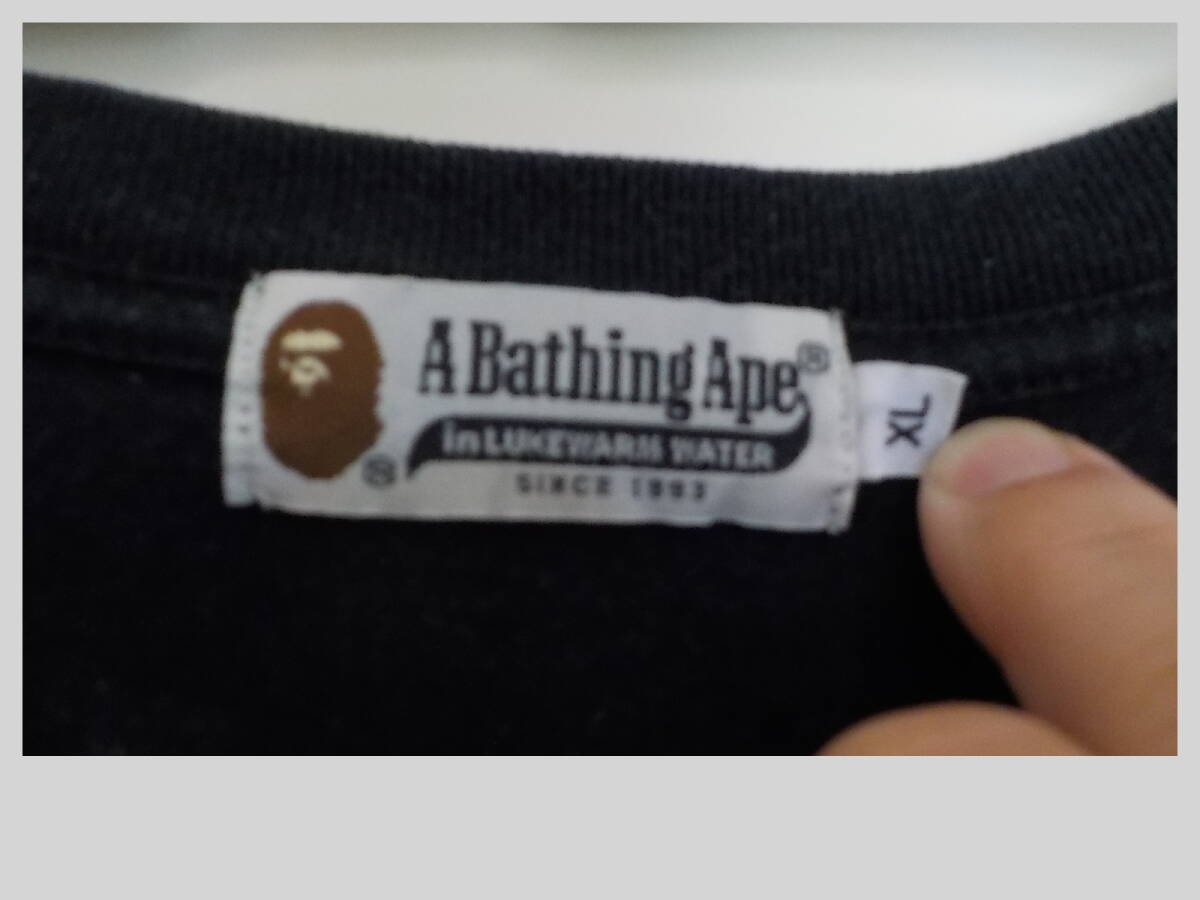 A Bathing Ape®
in LUKEWARM WATER
®
SINCE 1993
XL